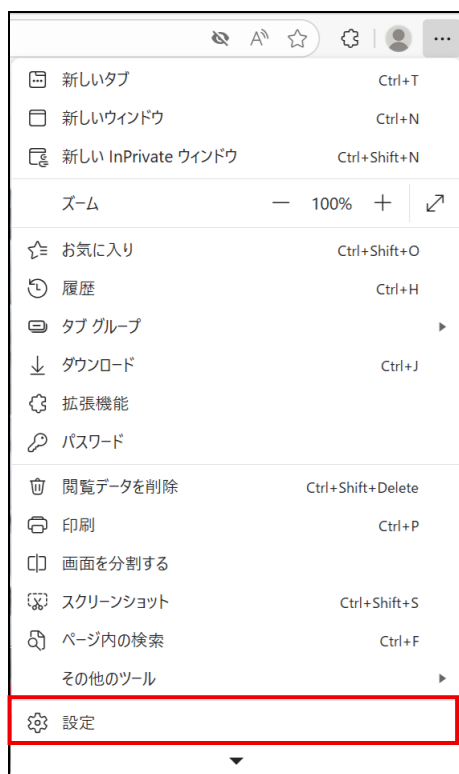 新しいタブ Ctrl+T
新しいウィンドウ Ctrl+N
新しい InPrivate ウィンドウ Ctrl+Shift+N
ズーム — 100% +
お気に入り Ctrl+Shift+O
履歴 Ctrl+H
タブ グループ
ダウンロード Ctrl+J
拡張機能
パスワード
閲覧データを削除 Ctrl+Shift+Delete
印刷 Ctrl+P
画面を分割する
スクリーンショット Ctrl+Shift+S
ページ内の検索 Ctrl+F
その他のツール
設定